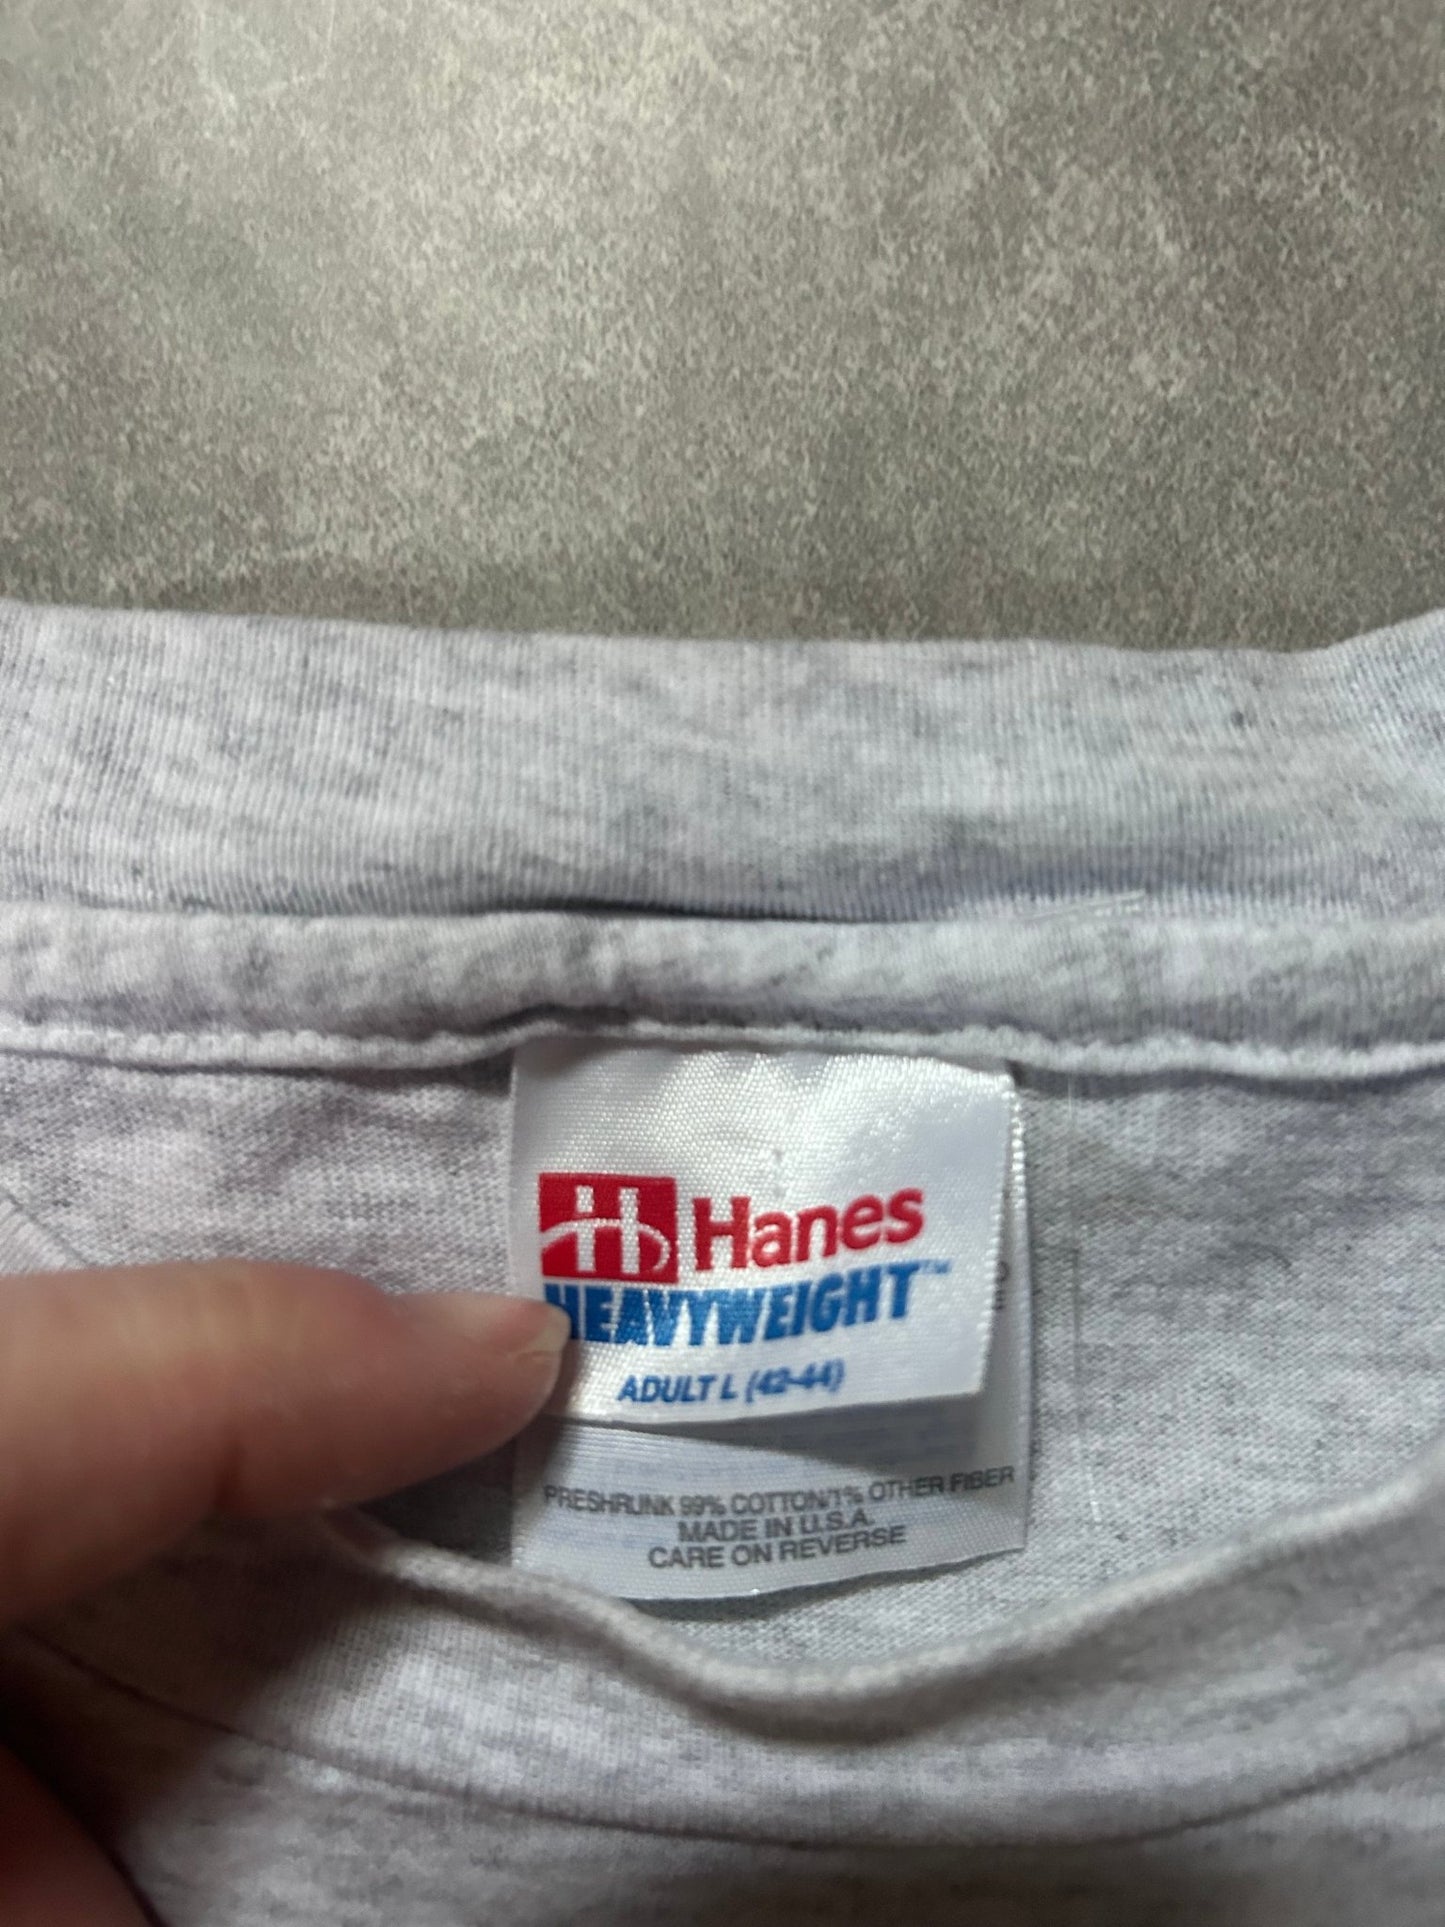 H Hanes
HEAVYWEIGHT™
ADULT L (42-44)
PRESHRUNK 99% COTTON/1% OTHER FIBER
MADE IN U.S.A.
CARE ON REVERSE